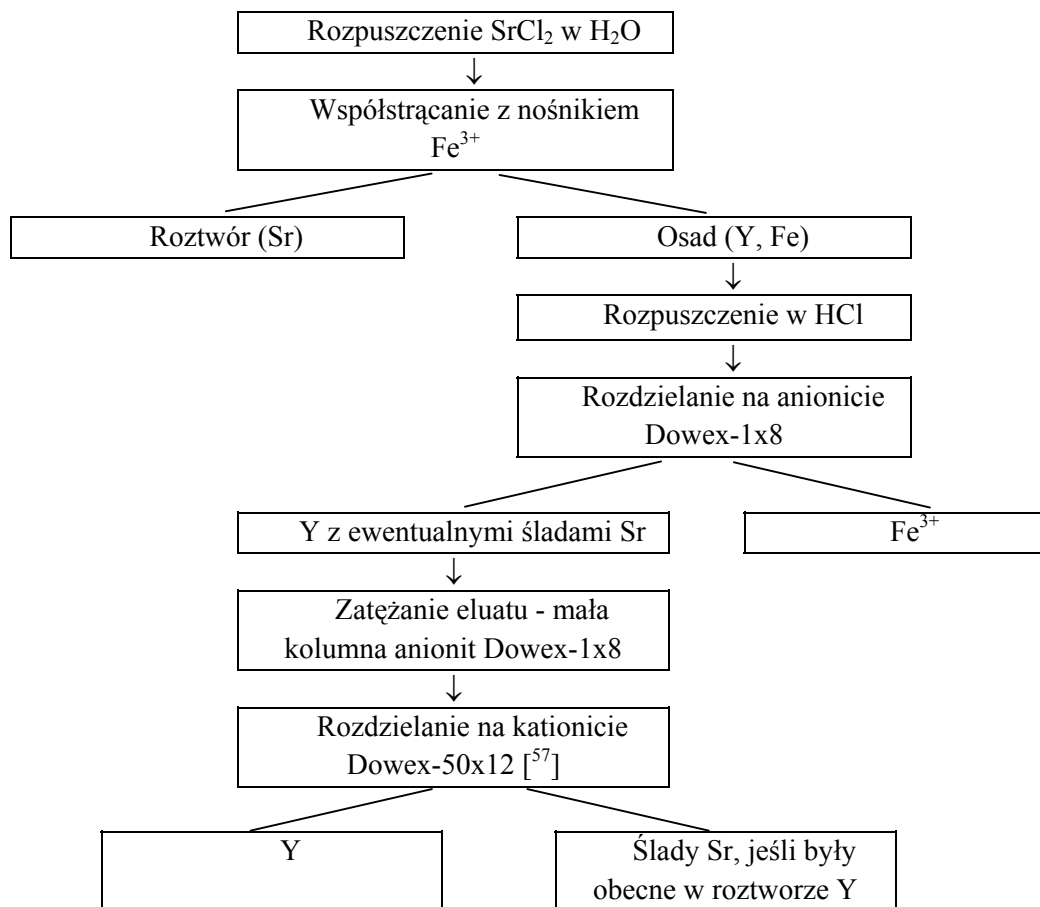 Rozpuszczenie SrCl₂ w H₂O
↓
Współstrącanie z nośnikiem
Fe³⁺
Roztwór (Sr)
Osad (Y, Fe)
↓
Rozpuszczenie w HCl
↓
Rozdzielanie na anionicie
Dowex-1x8
Y z ewentualnymi śladami Sr
Fe³⁺
↓
Zatężanie eluatu - mała
kolumna anionit Dowex-1x8
↓
Rozdzielanie na kationicie
Dowex-50x12 [⁵⁷]
Y
Ślady Sr, jeśli były
obecne w roztworze Y